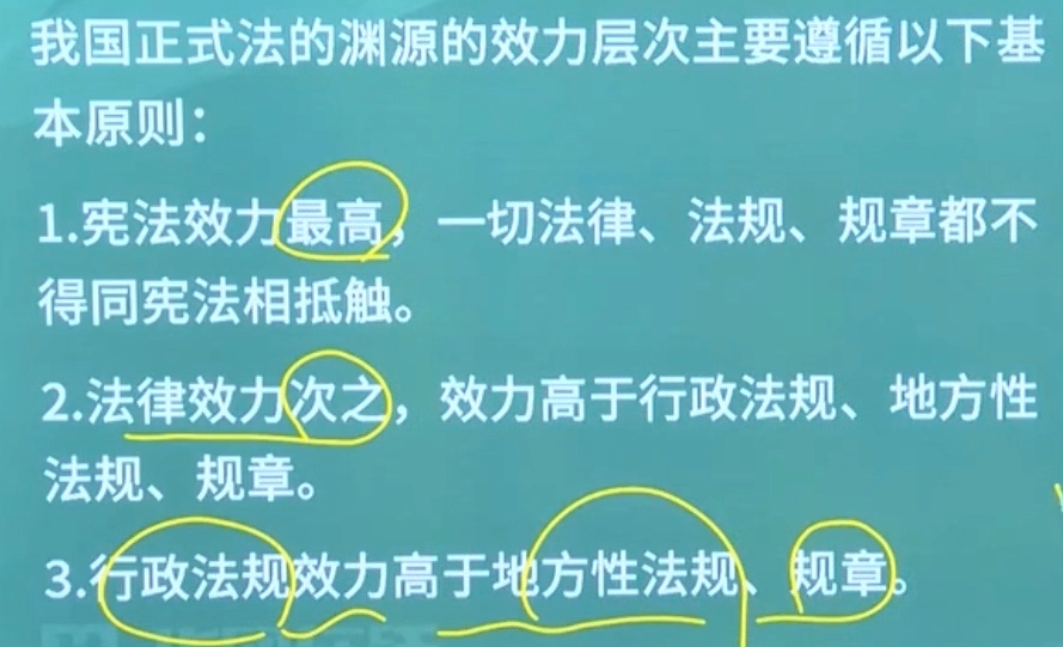 我国正式法的渊源的效力层次主要遵循以下基
本原则：
1.宪法效力最高，一切法律、法规、规章都不
得同宪法相抵触。
2.法律效力次之，效力高于行政法规、地方性
法规、规章。
3.行政法规效力高于地方性法规、规章。